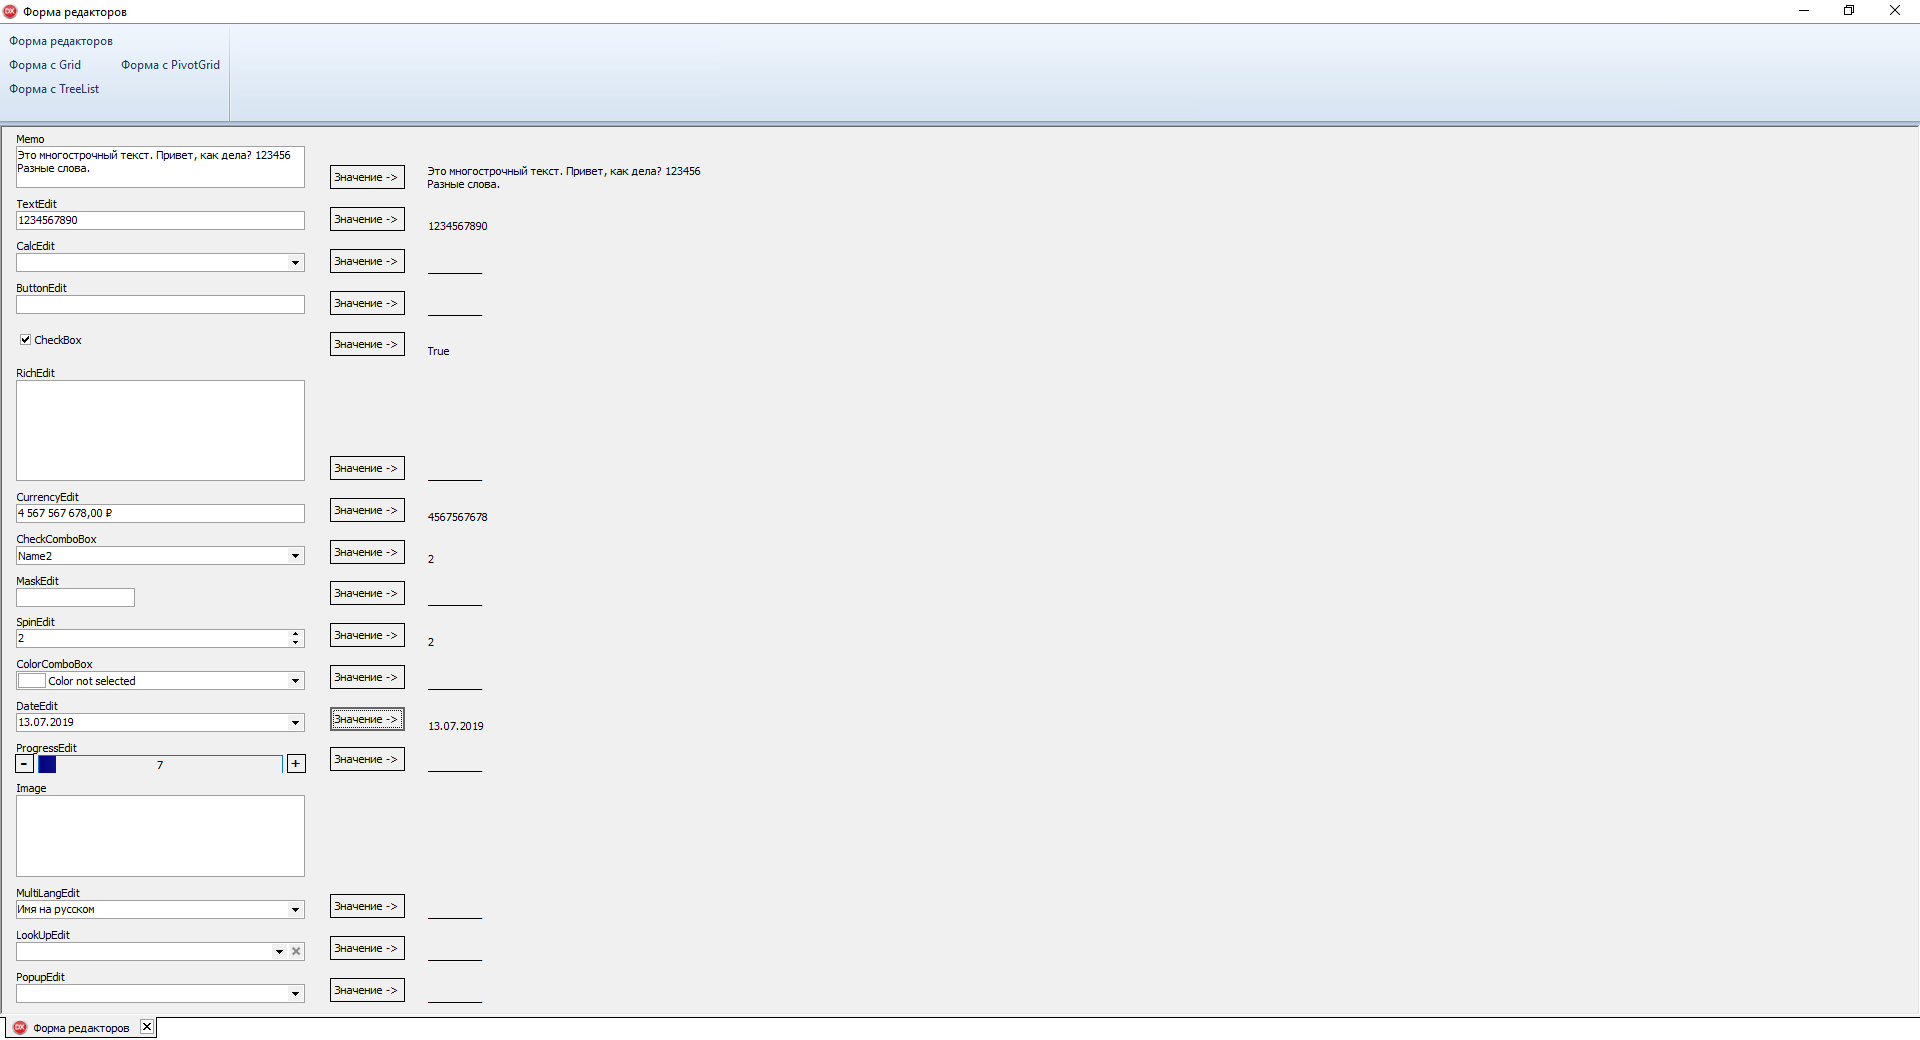 Форма редакторов
Форма редакторов
Форма с Grid Форма с PivotGrid
Форма с TreeList
Memo
Это многострочный текст. Привет, как дела? 123456
Разные слова.
Значение ->
Это многострочный текст. Привет, как дела? 123456
Разные слова.
TextEdit
1234567890
Значение ->
1234567890
CalcEdit
Значение ->
ButtonEdit
Значение ->
CheckBox
Значение ->
True
RichEdit
Значение ->
CurrencyEdit
4 567 567 678,00 ₽
Значение ->
4567567678
CheckComboBox
Name2
Значение ->
2
MaskEdit
Значение ->
SpinEdit
2
Значение ->
2
ColorComboBox
Color not selected
Значение ->
DateEdit
13.07.2019
Значение ->
13.07.2019
ProgressEdit
- 7 +
Значение ->
Image
MultiLangEdit
Имя на русском
Значение ->
LookUpEdit
Значение ->
PopupEdit
Значение ->
DX Форма редакторов